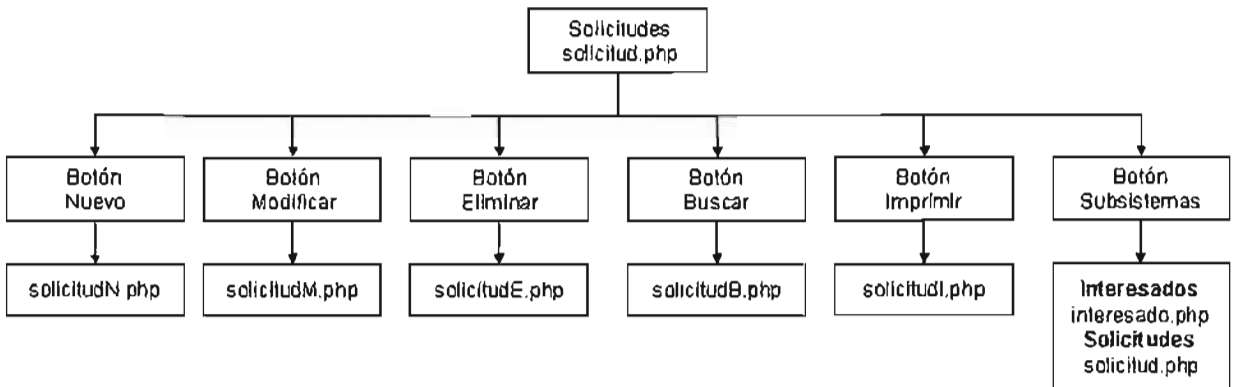 Solicitudes
solicitud.php
Botón
Nuevo
Botón
Modificar
Botón
Eliminar
Botón
Buscar
Botón
Imprimir
Botón
Subsistemas
solicitudN.php
solicitudM.php
solicitudE.php
solicitudB.php
solicitudI.php
Interesados
interesado.php
Solicitudes
solicitud.php